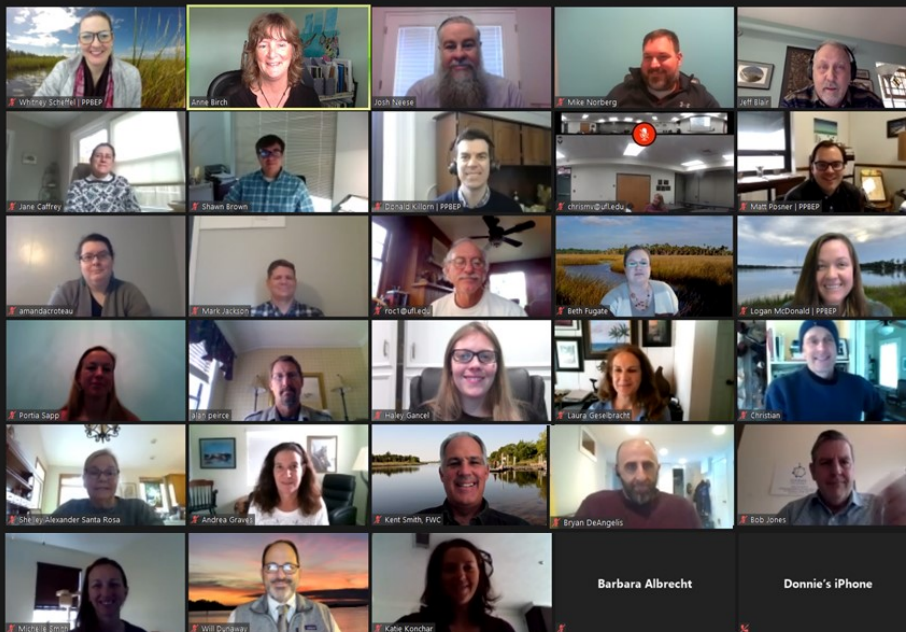 Whitney Scheffel | PPBEP
Anne Birch
Josh Neese
Mike Norberg
Jeff Blair
Jane Caffrey
Shawn Brown
Donald Killorn | PPBEP
chrismv@ufl.edu
Matt Posner | PPBEP
amandacroteau
Mark Jackson
roc1@ufl.edu
Beth Fugate
Logan McDonald | PPBEP
Portia Sapp
alan peirce
Haley Gancel
Laura Geselbracht
Christian
Shelley Alexander Santa Rosa
Andrea Graves
Kent Smith, FWC
Bryan DeAngelis
Bob Jones
Michelle Smith
Will Dunaway
Katie Konchar
Barbara Albrecht
Donnie's iPhone